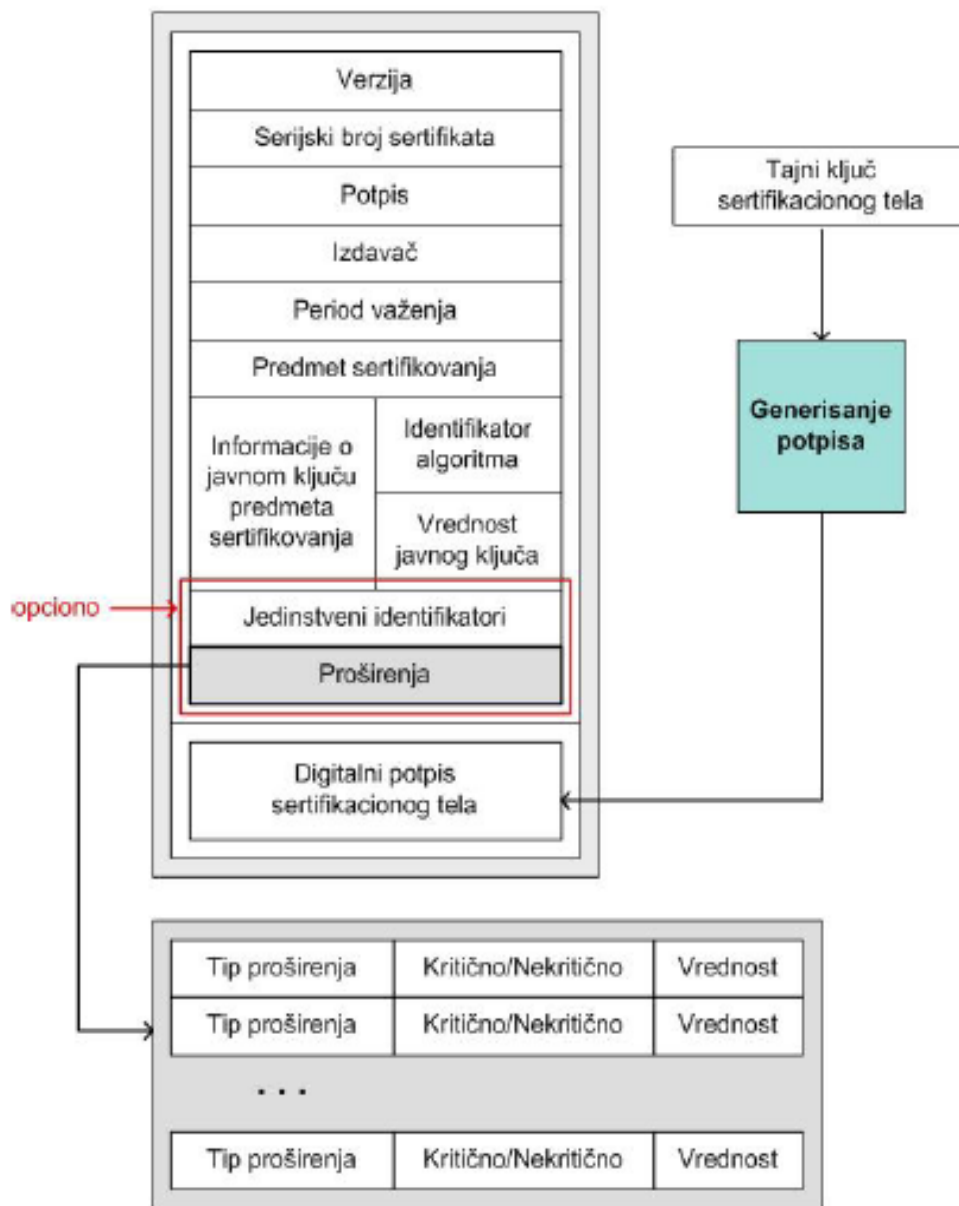 Verzija
Serijski broj sertifikata
Potpis
Izdavač
Period važenja
Predmet sertifikovanja
Informacije o
javnom ključu
predmeta
sertifikovanja
Identifikator
algoritma
Vrednost
javnog ključa
opciono
Jedinstveni identifikatori
Proširenja
Digitalni potpis
sertifikacionog tela
Tajni ključ
sertifikacionog tela
Generisanje
potpisa
Tip proširenja Kritično/Nekritično Vrednost
Tip proširenja Kritično/Nekritično Vrednost
. . .
Tip proširenja Kritično/Nekritično Vrednost